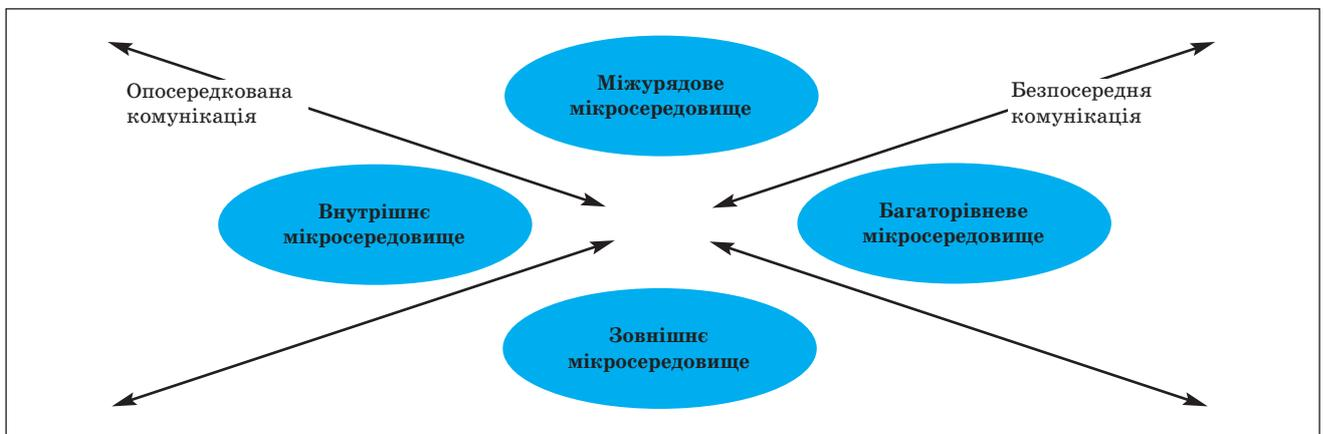 Міжурядове
мікросередовище
Опосередкована
комунікація
Безпосередня
комунікація
Внутрішнє
мікросередовище
Багаторівневе
мікросередовище
Зовнішнє
мікросередовище